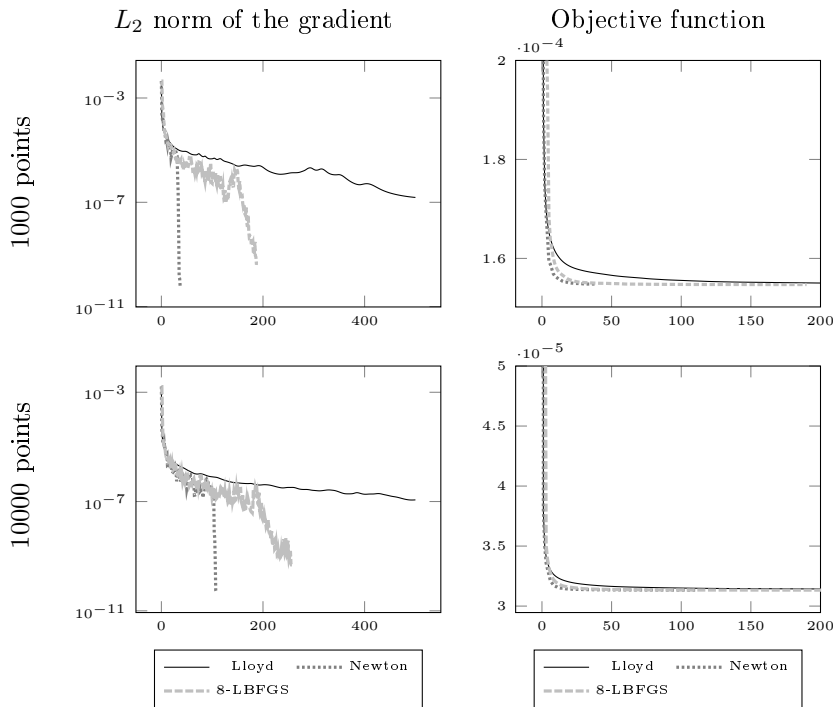 L₂ norm of the gradient
Objective function
1000 points
10⁻³
10⁻⁷
10⁻¹¹
0 200 400
·10⁻⁴
2
1.8
1.6
0 50 100 150 200
10000 points
10⁻³
10⁻⁷
10⁻¹¹
0 200 400
·10⁻⁵
5
4.5
4
3.5
3
0 50 100 150 200
Lloyd Newton
8-LBFGS
Lloyd Newton
8-LBFGS